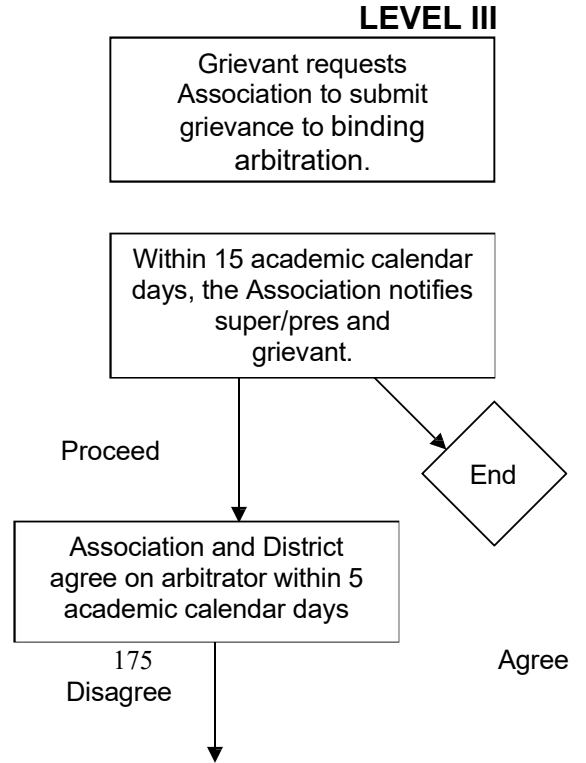 LEVEL III
Grievant requests
Association to submit
grievance to binding
arbitration.
Within 15 academic calendar
days, the Association notifies
super/pres and
grievant.
Proceed
End
Association and District
agree on arbitrator within 5
academic calendar days
175
Agree
Disagree